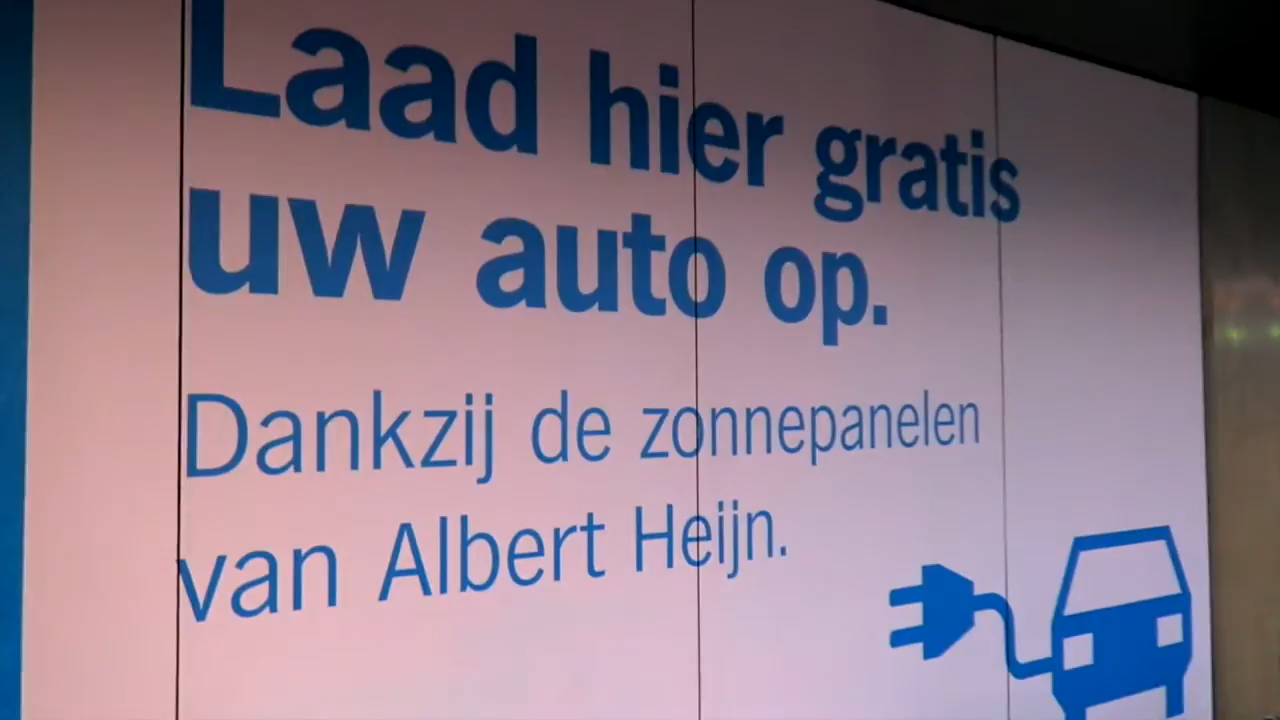 Laad hier gratis
uw auto op.
Dankzij de zonnepanelen
van Albert Heijn.